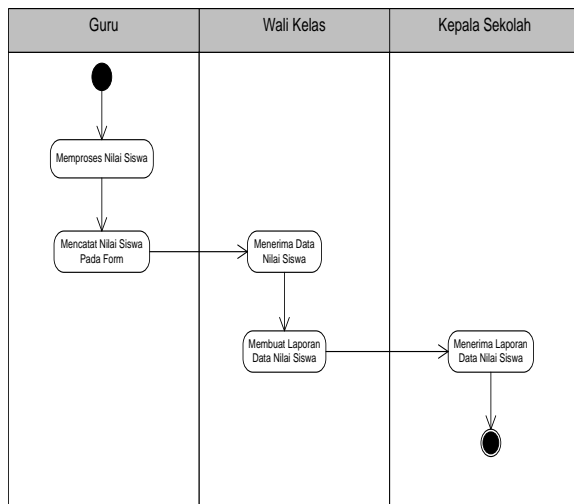 Guru
Wali Kelas
Kepala Sekolah
Memproses Nilai Siswa
Mencatat Nilai Siswa
Pada Form
Menerima Data
Nilai Siswa
Membuat Laporan
Data Nilai Siswa
Menerima Laporan
Data Nilai Siswa